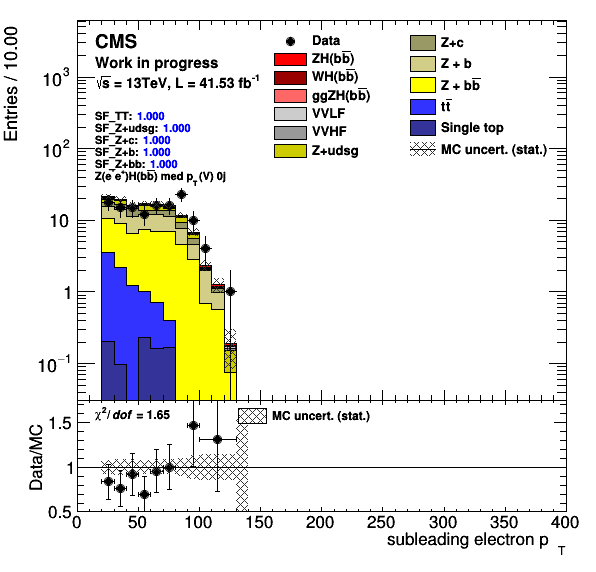 Entries / 10.00
CMS
Work in progress
√s = 13TeV, L = 41.53 fb⁻¹
SF_TT: 1.000
SF_Z+udsg: 1.000
SF_Z+c: 1.000
SF_Z+b: 1.000
SF_Z+bb: 1.000
Z(e⁻e⁺)H(bb̅) med p_T(V) 0j
Data
ZH(bb̅)
WH(bb̅)
ggZH(bb̅)
VVLF
VVHF
Z+udsg
Z+c
Z + b
Z + bb̅
tt̅
Single top
MC uncert. (stat.)
10³
10²
10
1
10⁻¹
Data/MC
χ²/dof = 1.65
MC uncert. (stat.)
1.5
1
0.5
0 50 100 150 200 250 300 350 400
subleading electron p_T